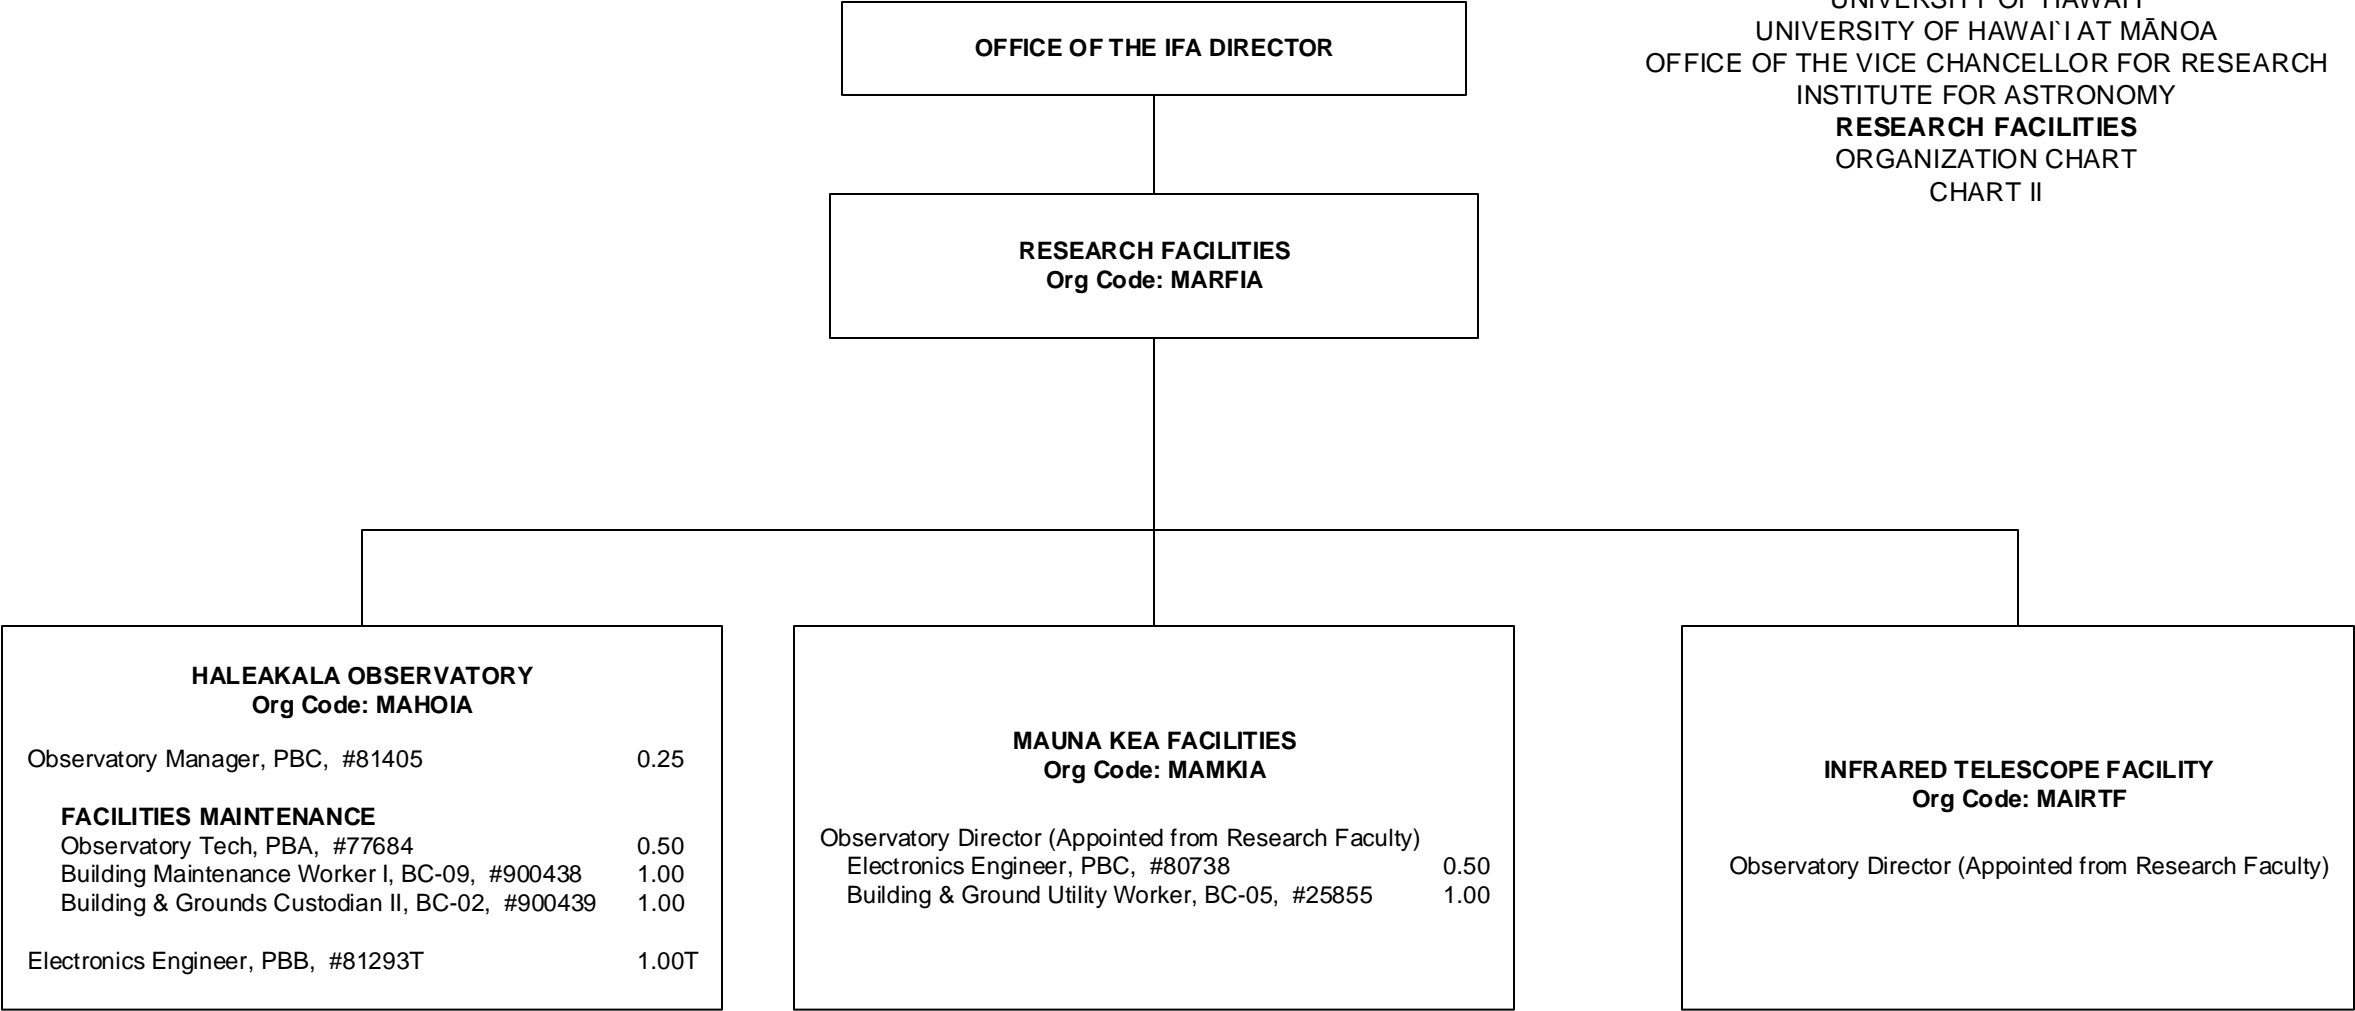 OFFICE OF THE IFA DIRECTOR
UNIVERSITY OF HAWAI`I AT MĀNOA
OFFICE OF THE VICE CHANCELLOR FOR RESEARCH
INSTITUTE FOR ASTRONOMY
RESEARCH FACILITIES
ORGANIZATION CHART
CHART II
RESEARCH FACILITIES
Org Code: MARFIA
HALEAKALA OBSERVATORY
Org Code: MAHOIA
Observatory Manager, PBC, #81405 0.25
FACILITIES MAINTENANCE
Observatory Tech, PBA, #77684 0.50
Building Maintenance Worker I, BC-09, #900438 1.00
Building & Grounds Custodian II, BC-02, #900439 1.00
Electronics Engineer, PBB, #81293T 1.00T
MAUNA KEA FACILITIES
Org Code: MAMKIA
Observatory Director (Appointed from Research Faculty)
Electronics Engineer, PBC, #80738 0.50
Building & Ground Utility Worker, BC-05, #25855 1.00
INFRARED TELESCOPE FACILITY
Org Code: MAIRTF
Observatory Director (Appointed from Research Faculty)